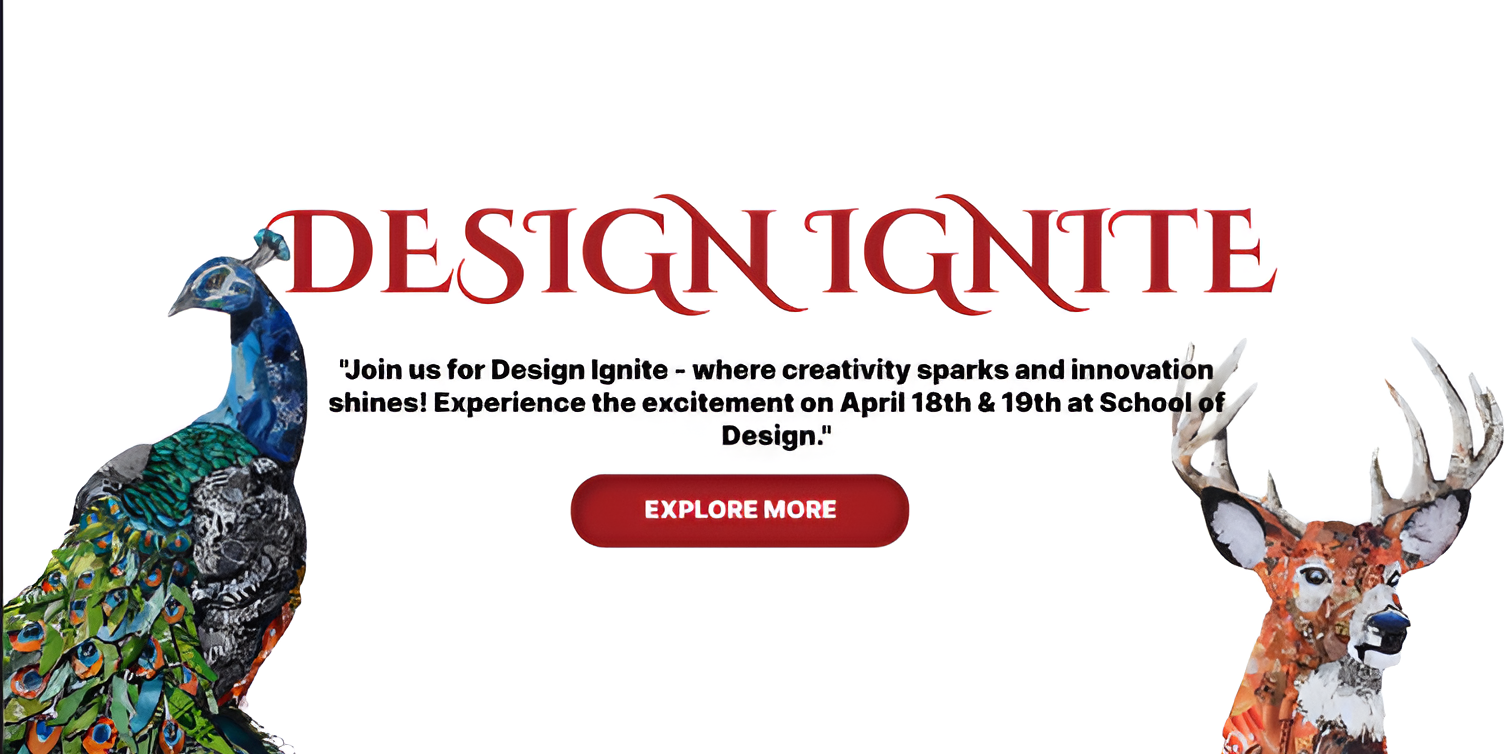 DESIGN IGNITE
"Join us for Design Ignite - where creativity sparks and innovation
shines! Experience the excitement on April 18th & 19th at School of
Design."
EXPLORE MORE